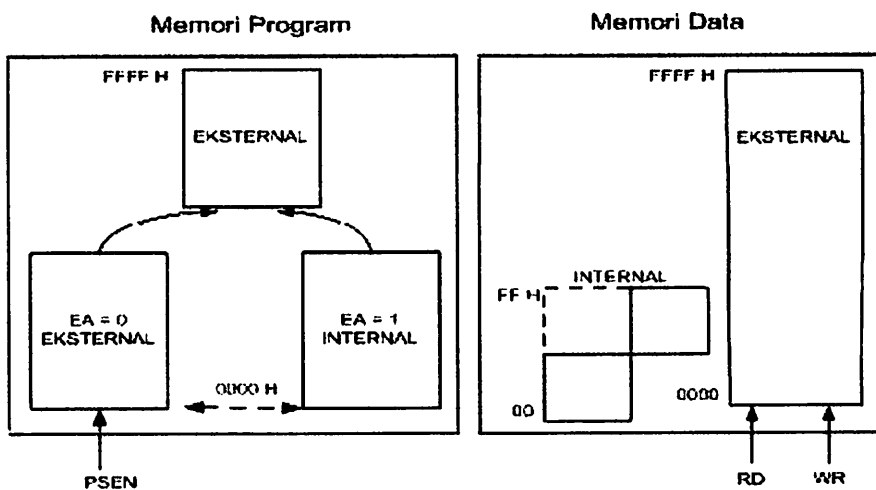 Memori Program
FFFF H
EKSTERNAL
EA = 0
EKSTERNAL
EA = 1
INTERNAL
0000 H
PSEN
Memori Data
FFFF H
EKSTERNAL
INTERNAL
FF H
00
0000
RD
WR